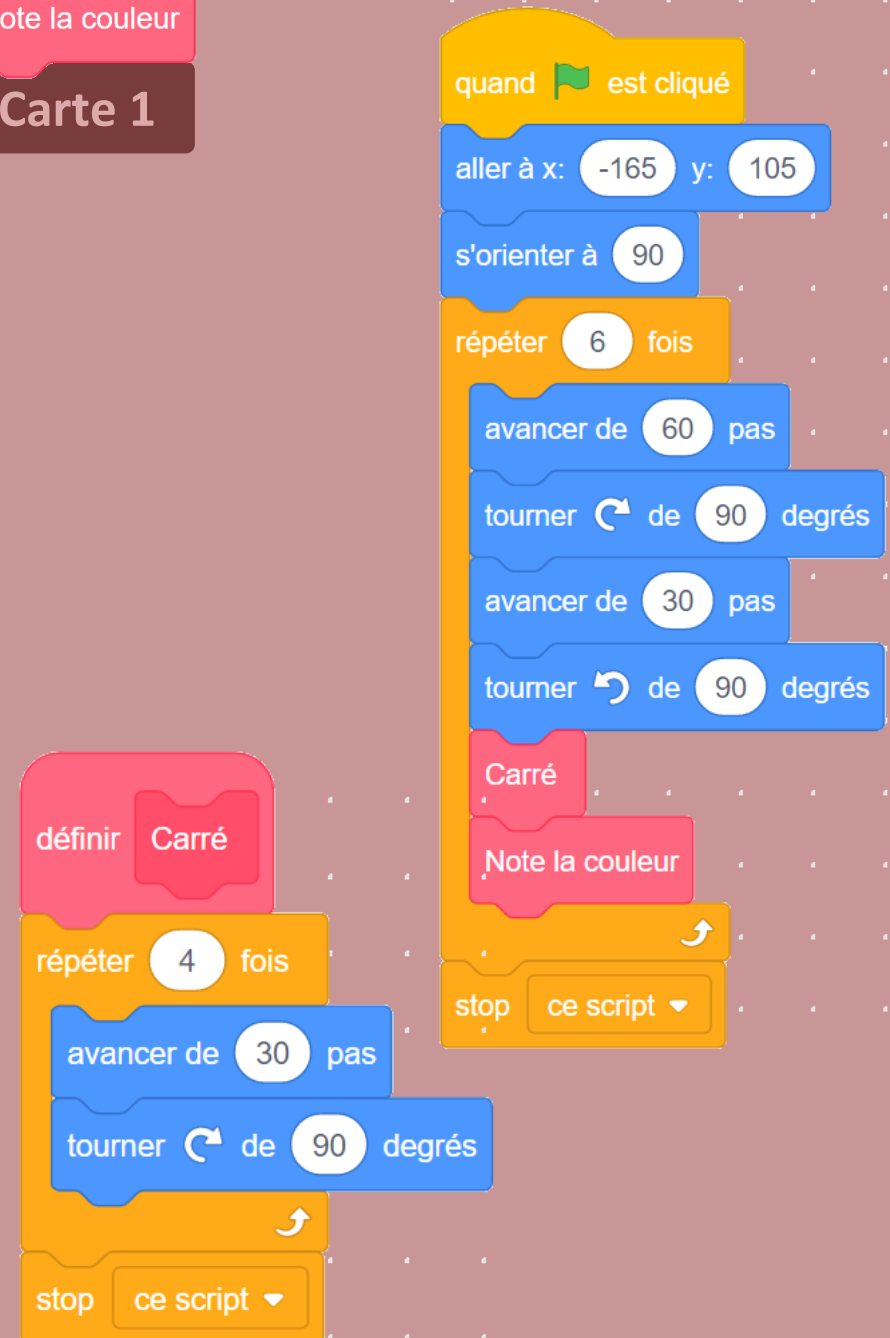 ote la couleur
Carte 1
quand est cliqué
aller à x: -165 y: 105
s'orienter à 90
répéter 6 fois
avancer de 60 pas
tourner de 90 degrés
avancer de 30 pas
tourner de 90 degrés
Carré
Note la couleur
stop ce script
définir Carré
répéter 4 fois
avancer de 30 pas
tourner de 90 degrés
stop ce script